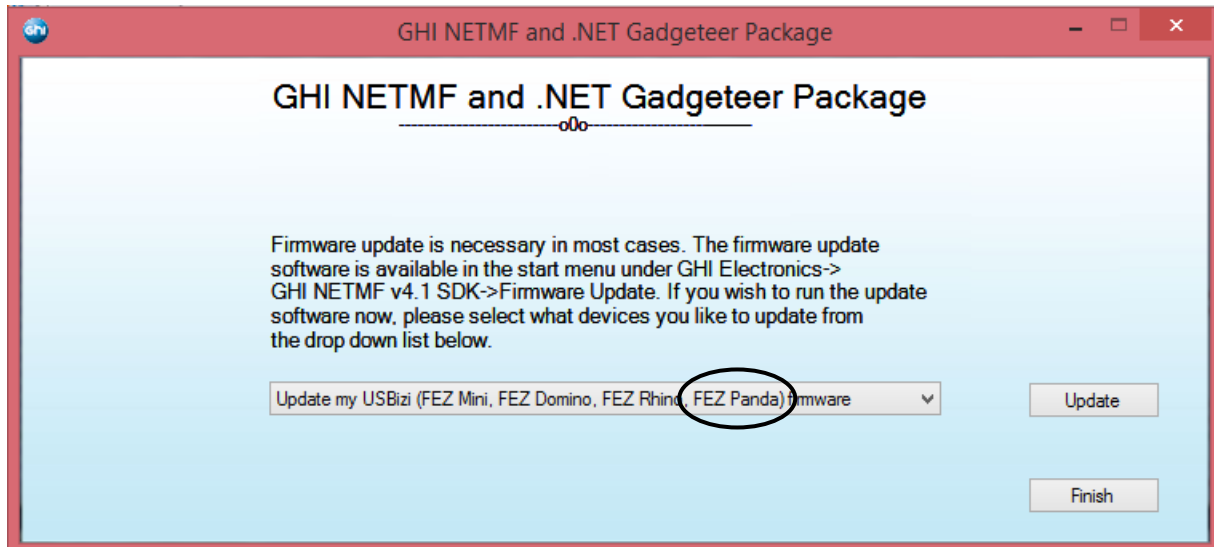 GHI
GHI NETMF and .NET Gadgeteer Package
GHI NETMF and .NET Gadgeteer Package
-------------------------o0o-------------------------
Firmware update is necessary in most cases. The firmware update
software is available in the start menu under GHI Electronics->
GHI NETMF v4.1 SDK->Firmware Update. If you wish to run the update
software now, please select what devices you like to update from
the drop down list below.
Update my USBizi (FEZ Mini, FEZ Domino, FEZ Rhino, FEZ Panda) firmware
Update
Finish